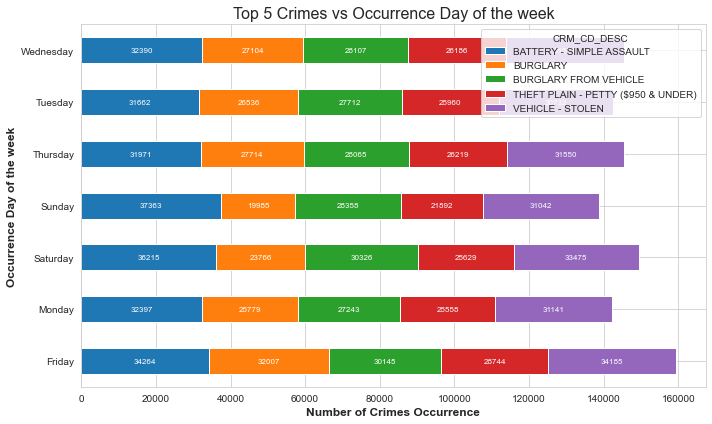 Top 5 Crimes vs Occurrence Day of the week
CRM_CD_DESC
BATTERY - SIMPLE ASSAULT
BURGLARY
BURGLARY FROM VEHICLE
THEFT PLAIN - PETTY ($950 & UNDER)
VEHICLE - STOLEN
Occurrence Day of the week
Wednesday 32390 27104 28107 26186
Tuesday 31662 26536 27712 25960
Thursday 31971 27714 28065 26219 31550
Sunday 37363 28355 21892 31042
Saturday 36215 23766 30326 25629 33475
Monday 32397 25779 27243 31141
Friday 34264 32007 30145 28744 34185
0 20000 40000 60000 80000 100000 120000 140000 160000
Number of Crimes Occurrence